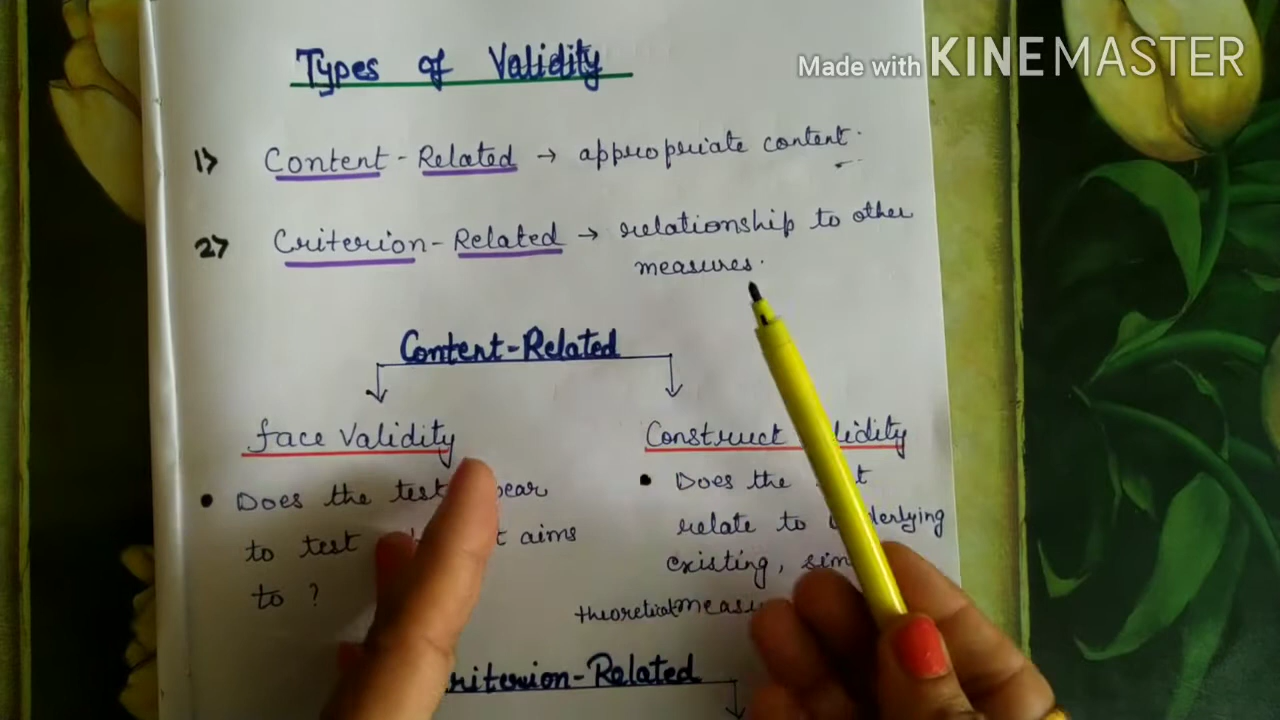 Made with KINEMASTER
Types of Validity
1> Content-Related → appropriate content.
2> Criterion-Related → relationship to other
measures.
Content-Related
face Validity
Construct
• Does the test
to test aims
to ?
• Does the
relate to
existing,
theoretical
-Related